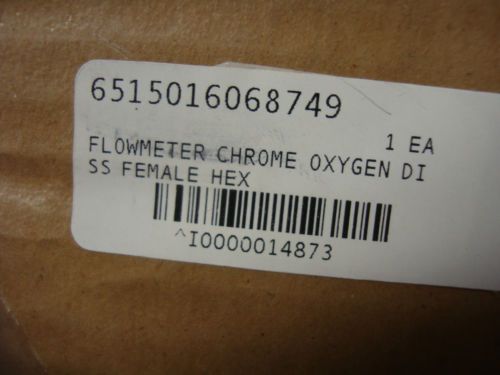 6515016068749
1 EA
FLOWMETER CHROME OXYGEN DI
SS FEMALE HEX
^I0000014873